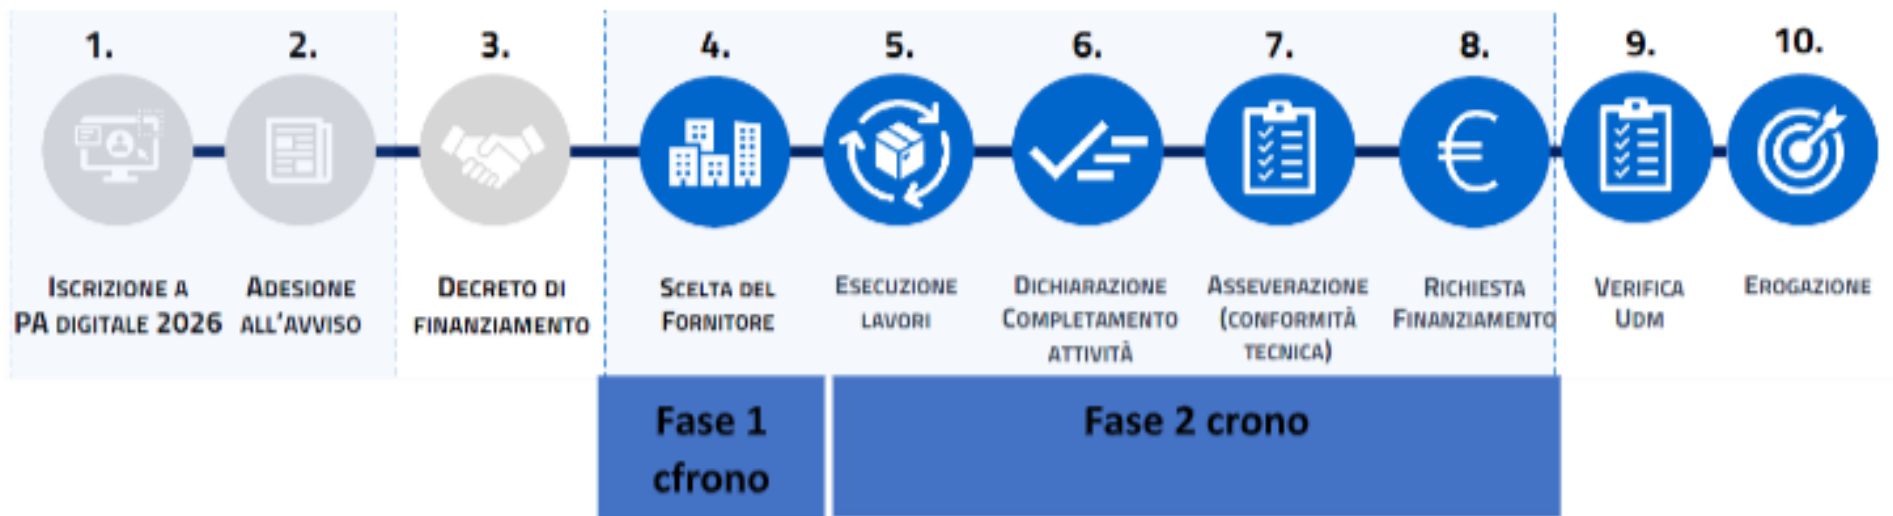 1.
2.
3.
4.
5.
6.
7.
8.
9.
10.
ISCRIZIONE A
PA DIGITALE 2026
ADESIONE
ALL'AVVISO
DECRETO DI
FINANZIAMENTO
SCELTA DEL
FORNITORE
ESECUZIONE
LAVORI
DICHIARAZIONE
COMPLETAMENTO
ATTIVITÀ
ASSEVERAZIONE
(CONFORMITÀ
TECNICA)
RICHIESTA
FINANZIAMENTO
VERIFICA
UDM
EROGAZIONE
Fase 1
cfrono
Fase 2 crono